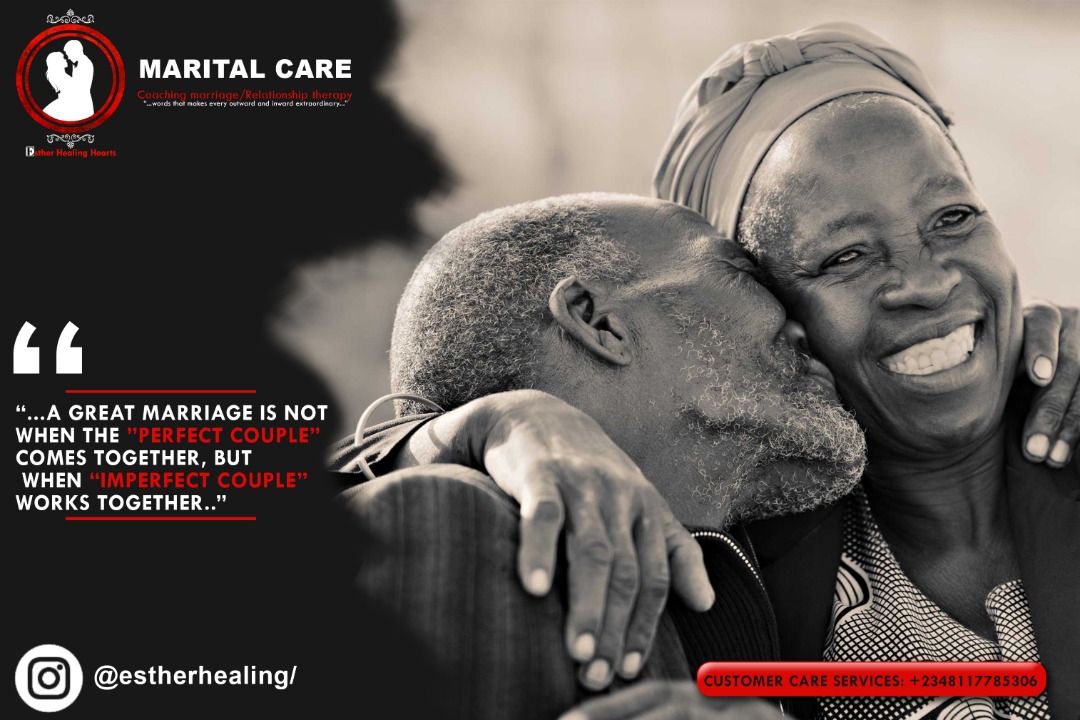 MARITAL CARE
Coaching marriage/Relationship therapy
"...words that makes every outward and inward extraordinary..."
Esther Healing Hearts
“
“...A GREAT MARRIAGE IS NOT
WHEN THE ”PERFECT COUPLE”
COMES TOGETHER, BUT
WHEN “IMPERFECT COUPLE”
WORKS TOGETHER..”
@estherhealing/
CUSTOMER CARE SERVICES: +2348117785306